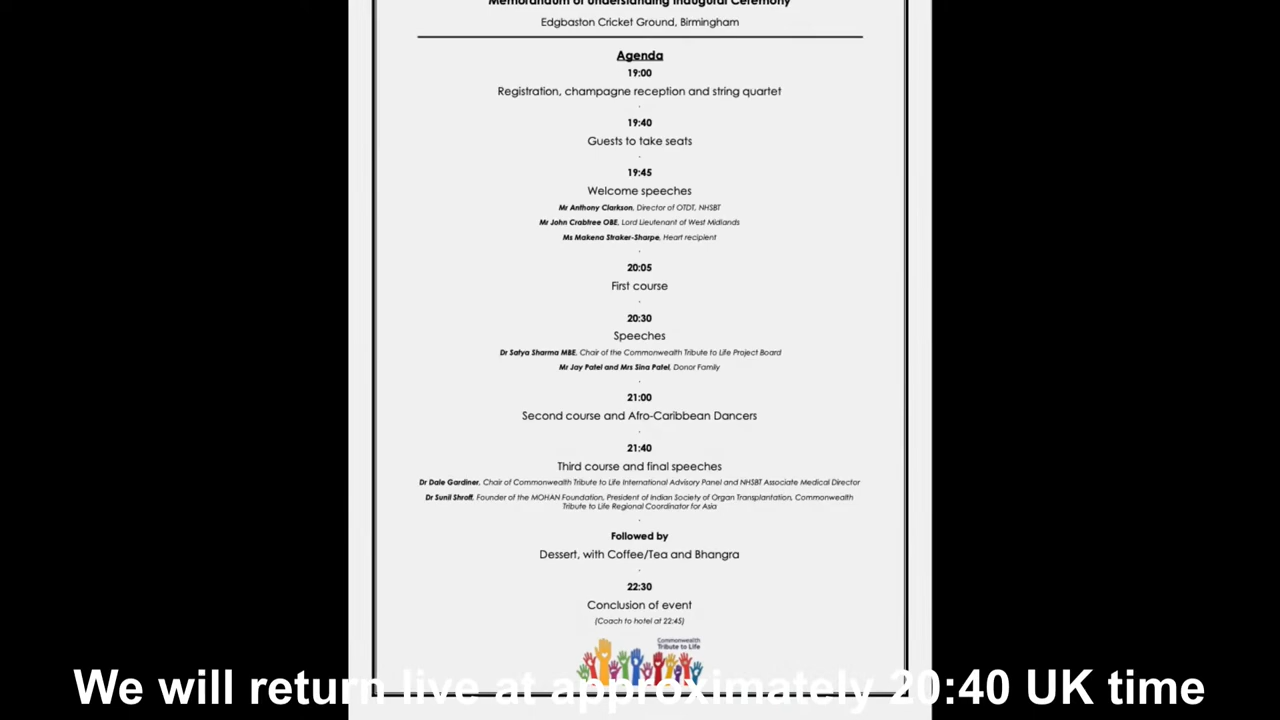 Memorandum of Understanding Inaugural Ceremony
Edgbaston Cricket Ground, Birmingham
Agenda
19:00
Registration, champagne reception and string quartet
19:40
Guests to take seats
19:45
Welcome speeches
Mr Anthony Clarkson, Director of OTDT, NHSBT
Mr John Crabtree OBE, Lord Lieutenant of West Midlands
Ms Makena Straker-Sharpe, Heart recipient
20:05
First course
20:30
Speeches
Dr Satya Sharma MBE, Chair of the Commonwealth Tribute to Life Project Board
Mr Jay Patel and Mrs Sina Patel, Donor Family
21:00
Second course and Afro-Caribbean Dancers
21:40
Third course and final speeches
Dr Dale Gardiner, Chair of Commonwealth Tribute to Life International Advisory Panel and NHSBT Associate Medical Director
Dr Sunil Shroff, Founder of the MOHAN Foundation, President of Indian Society of Organ Transplantation, Commonwealth
Tribute to Life Regional Coordinator for Asia
Followed by
Dessert, with Coffee/Tea and Bhangra
22:30
Conclusion of event
(Coach to hotel at 22:45)
Commonwealth
Tribute to Life
We will return live at approximately 20:40 UK time